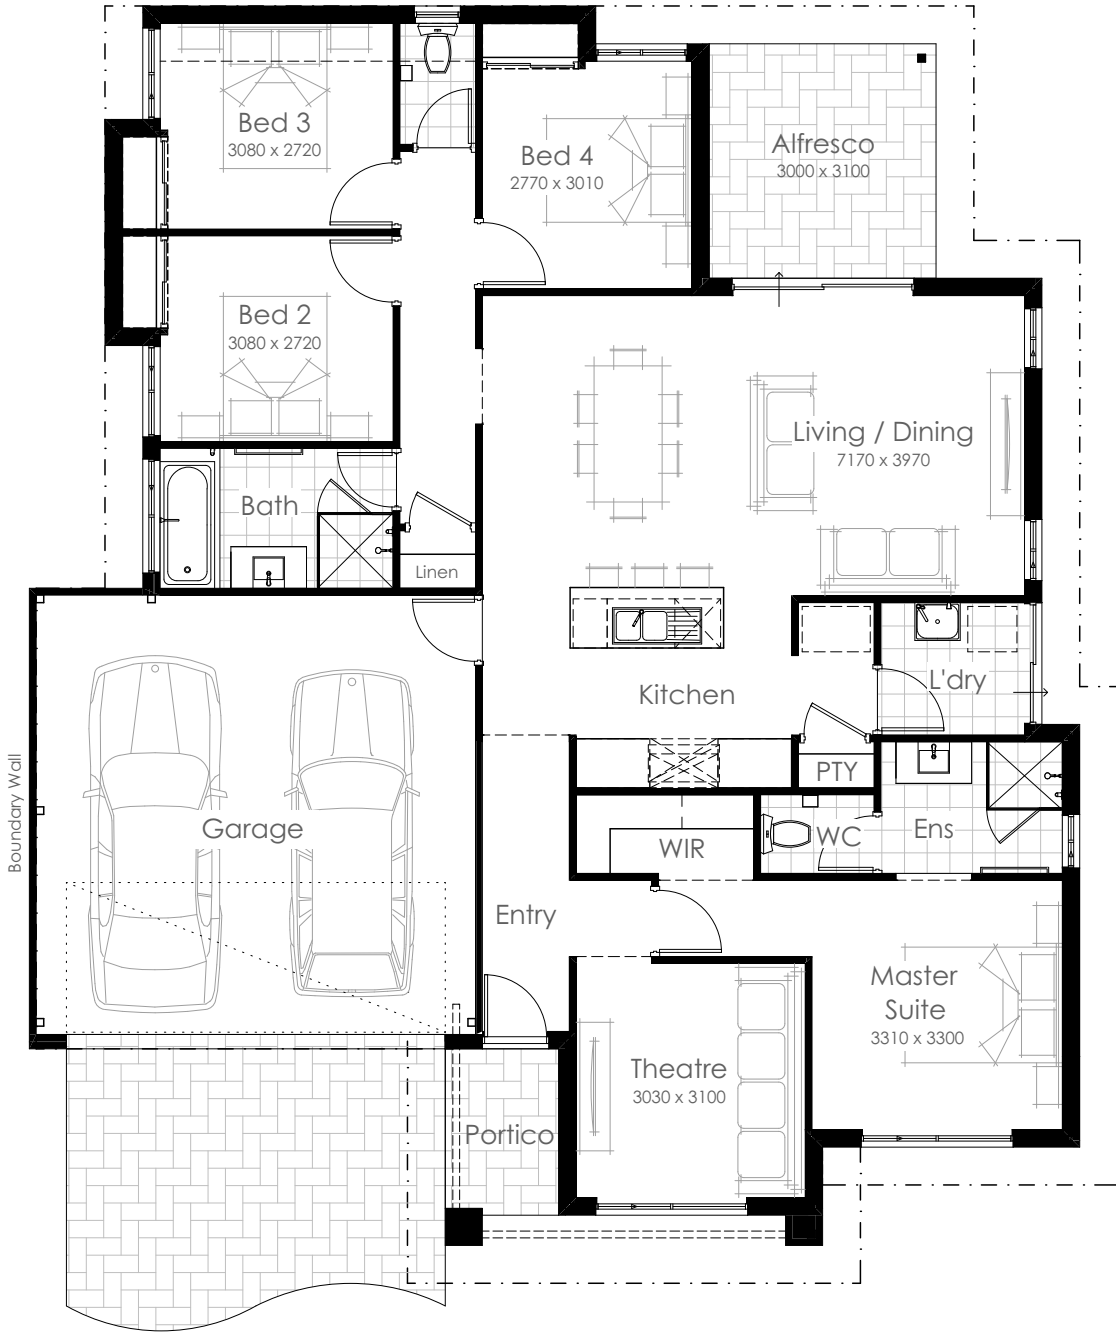 Bed 3
3080 x 2720
Bed 4
2770 x 3010
Alfresco
3000 x 3100
Bed 2
3080 x 2720
Living / Dining
7170 x 3970
Bath
Linen
Kitchen
L'dry
PTY
Boundary Wall
Garage
WIR
WC
Ens
Entry
Master
Suite
3310 x 3300
Theatre
3030 x 3100
Portico